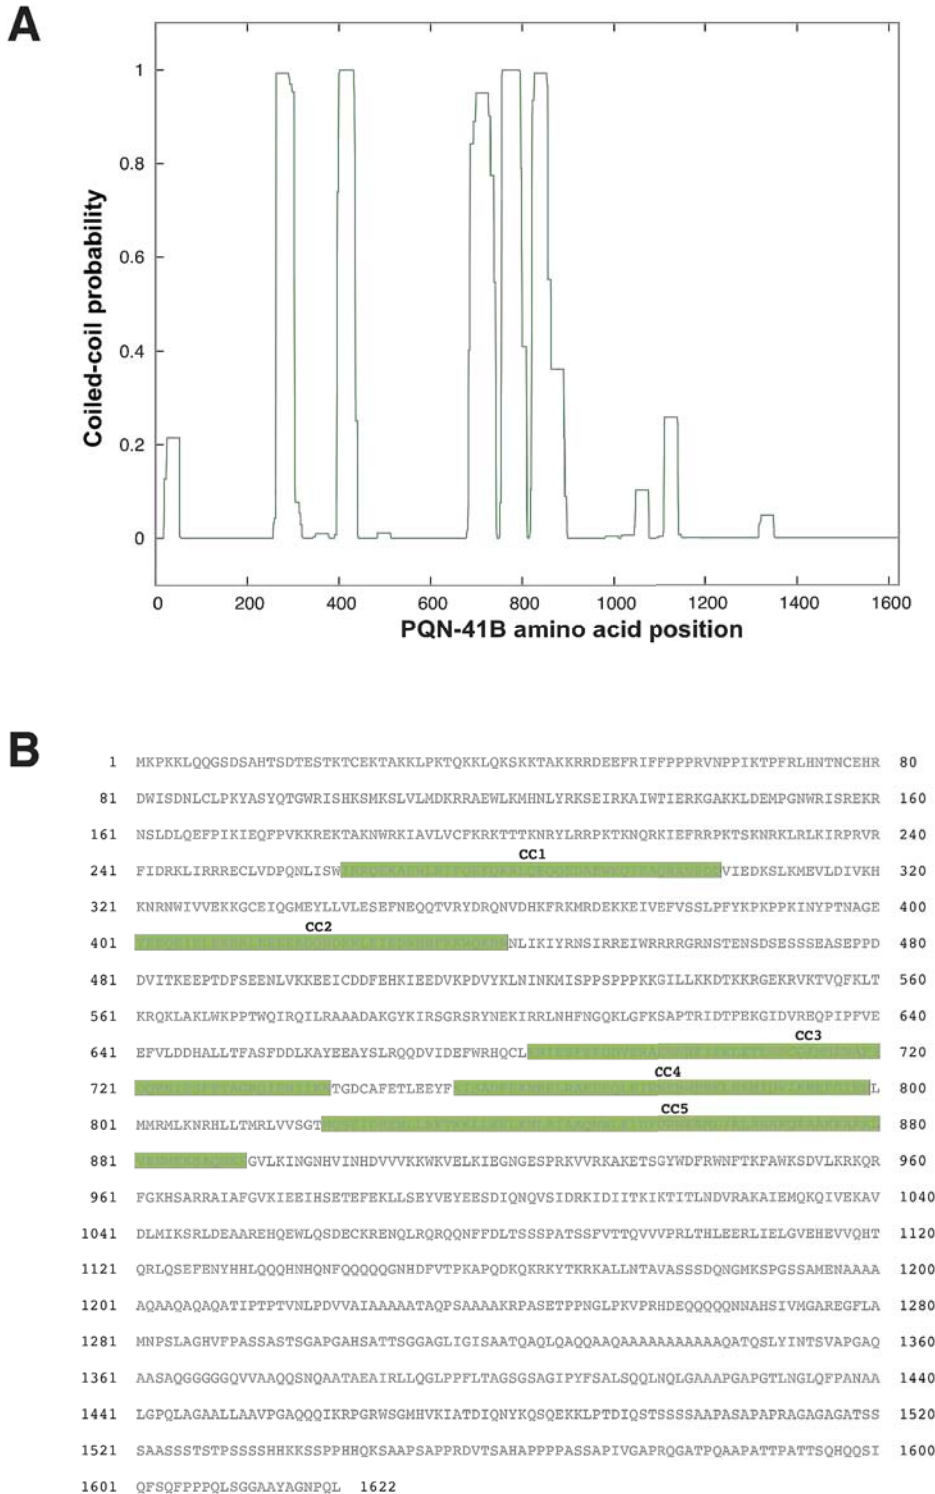 A
1
0.8
0.6
0.4
0.2
0
Coiled-coil probability
0 200 400 600 800 1000 1200 1400 1600
PQN-41B amino acid position
B
1 MKPKKLQQGSDSAHTSDTESTKTCEKTAKKLPKTQKKLQKSKKTAKKRRDEEFRIFFPPPRVNPPIKTPFRLHNTNCEHR 80
81 DWISDNLCLPKYASYQTGWRISHKSMKSLVLMDKRRAEWLKMHNLYRKSEIRKAIWTIERKGAKKLDEMPGNWRISREKR 160
161 NSLDLQEFPIKIEQFPVKKREKTAKNWRKIAVLVCFKRKTTTKNRYLRRPKTKNQRKIEFRRPKTSKNRKLRLKIRPRVR 240
CC1
241 FIDRKLIRRRECLVDPQNLISW VIEDKSLKMEVLDIVKH 320
321 KNRNWIVVEKKGCEIQGMEYLLVLESEFNEQQTVRYDRQNVDHKFRKMRDEKKEIVEFVSSLPFYKPKPPKINYPTNAGE 400
CC2
401 NLIKIYRNSIRREIWRRRRGRNSTENSDSESSSEASEPPD 480
481 DVITKEEPTDFSEENLVKKEEICDDFEHKIEEDVKPDVYKLNINKMISPPSPPPKKGILLKKDTKKRGEKRVKTVQFKLT 560
561 KRQKLAKLWKPPTWQIRQILRAAADAKGYKIRSGRSRYNEKIRRLNHFNGQKLGFKSAPTRIDTFEKGIDVREQPIPFVE 640
CC3
641 EFVLDDHALLTFASFDDLKAYEEAYSLRQQDVIDEFWRHQCL 720
CC4
721 TGDCAFETLEEYF L 800
CC5
801 MMRMLKNRHLLTMRLVVSGT 880
881 GVLKINGNHVINHDVVVKKWKVELKIEGNGESPRKVVRKAKETSGYWDFRWNFTKFAWKSDVLKRKQR 960
961 FGKHSARRAIAFGVKIEEIHSETEFEKLLSEYVEYEESDIQNQVSIDRKIDIITKIKTITLNDVRAKAIEMQKQIVEKAV 1040
1041 DLMIKSRLDEAAREHQEWLQSDECKRENQLRQRQQNFFDLTSSSPATSSFVTTQVVVPRLTHLEERLIELGVEHEVVQHT 1120
1121 QRLQSEFENYHHLQQQHNHQNFQQQQQGNHDFVTPKAPQDKQKRKYTKRKALLNTAVASSSDQNGMKSPGSSAMENAAAA 1200
1201 AQAAQAQAQATIPTPTVNLPDVVAIAAAAATAQPSAAAAKRPASETPPNGLPKVPRHDEQQQQQNNAHSIVMGAREGFLA 1280
1281 MNPSLAGHVFPASSASTSGAPGAHSATTSGGAGLIGISAATQAQLQAQQAAQAAAAAAAAAAAQATQSLYINTSVAPGAQ 1360
1361 AASAQGGGGGQVVAAQQSNQAATAEAIRLLQGLPPFLTAGSGSAGIPYFSALSQQLNQLGAAAPGAPGTLNGLQFPANAA 1440
1441 LGPQLAGAALLAAVPGAQQQIKRPGRWSGMHVKIATDIQNYKQSQEKKLPTDIQSTSSSSAAPASAPAPRAGAGAGATSS 1520
1521 SAASSSTSTPSSSSHHKKSSPPHHQKSAAPSAPPRDVTSAHAPPPPASSAPIVGAPRQGATPQAAPATTPATTSQHQQSI 1600
1601 QFSQFPPPQLSGGAAYAGNPQL 1622